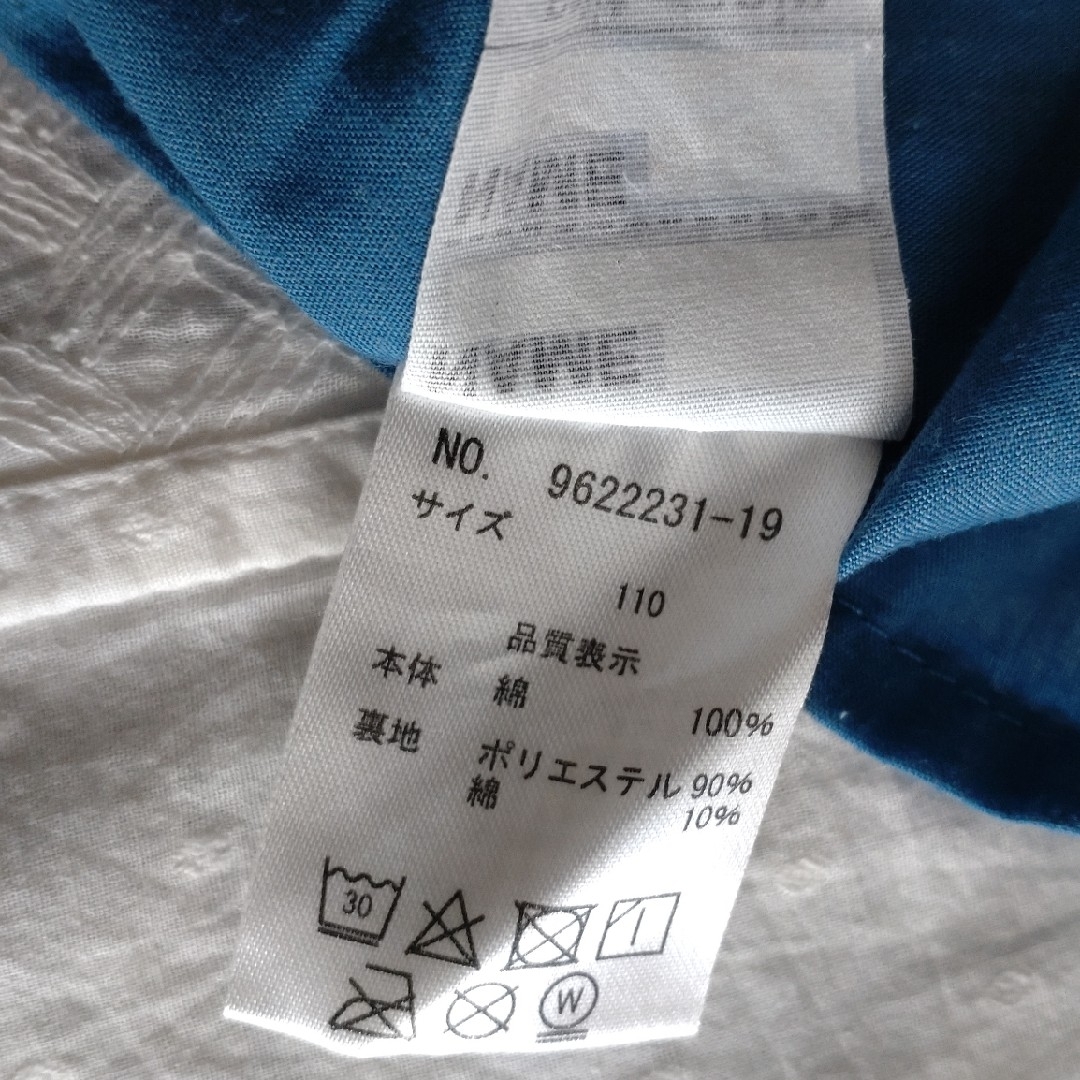 NO. 9622231-19
サイズ
110
品質表示
本体 綿 100%
裏地 ポリエステル 90%
綿 10%
30
W